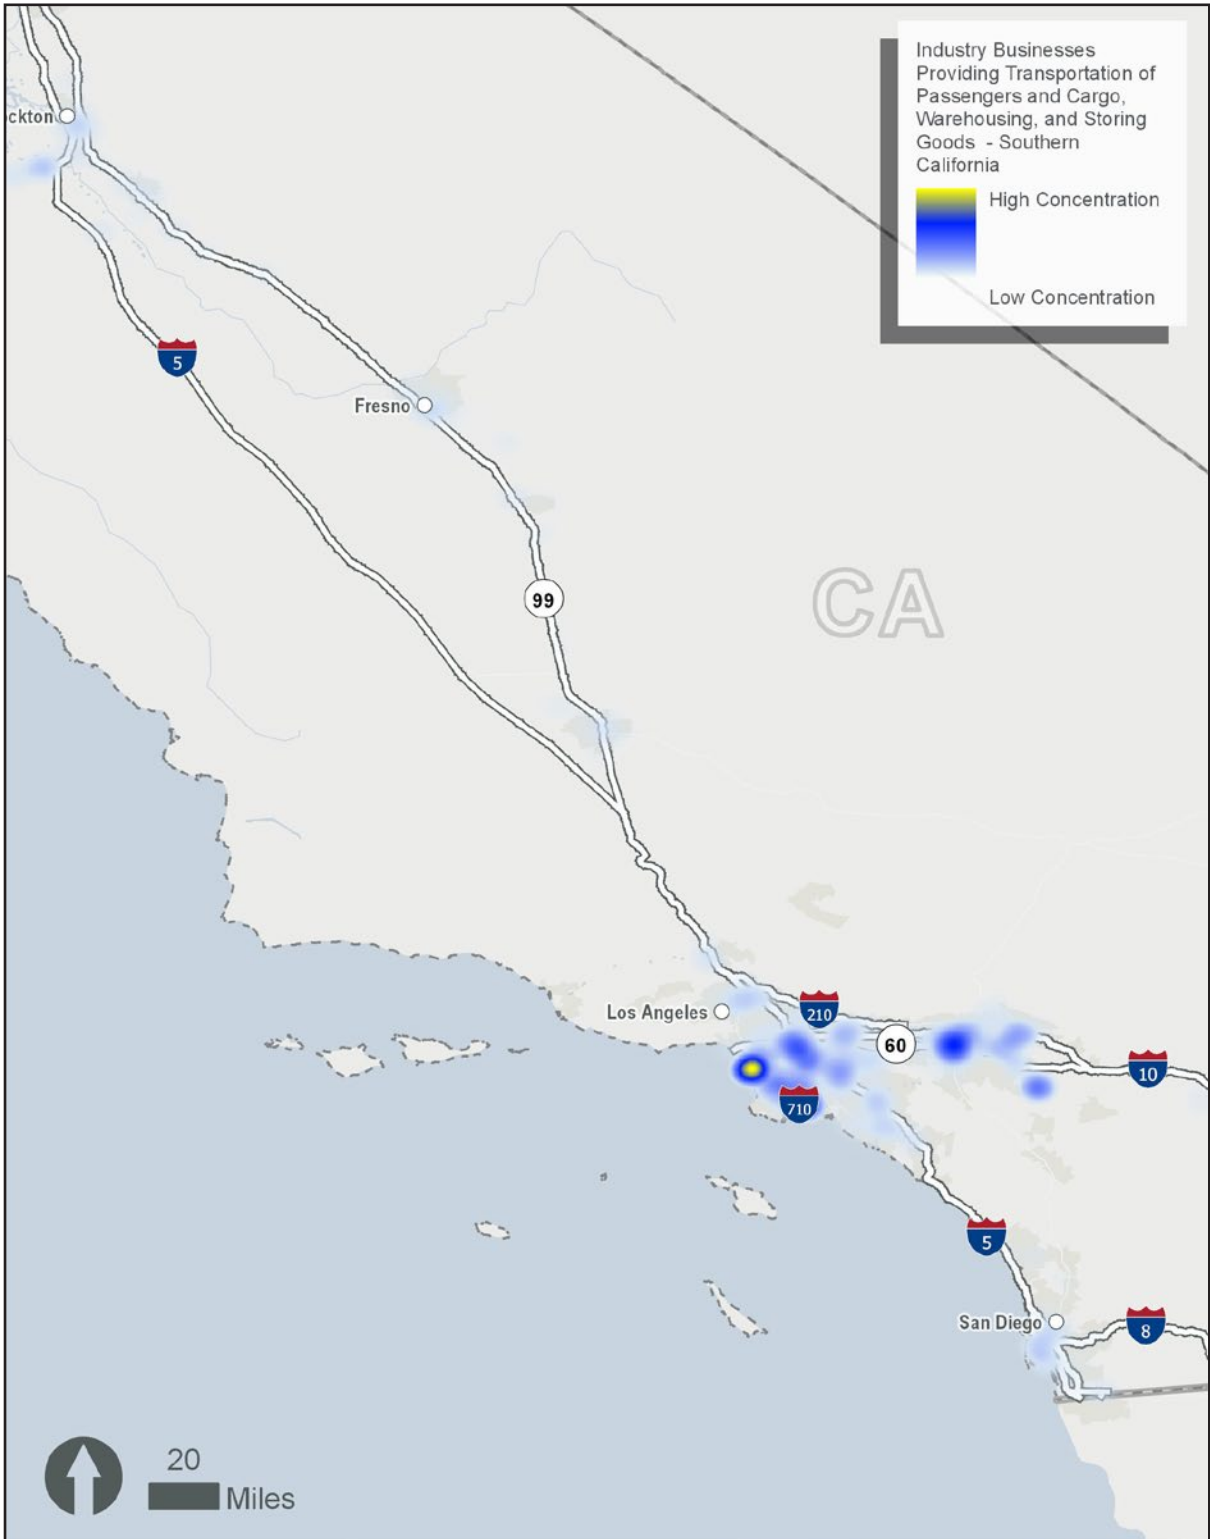 Industry Businesses
Providing Transportation of
Passengers and Cargo,
Warehousing, and Storing
Goods - Southern
California
High Concentration
Low Concentration
ckton
5
Fresno
99
CA
Los Angeles
210
60
10
710
5
San Diego
8
20
Miles